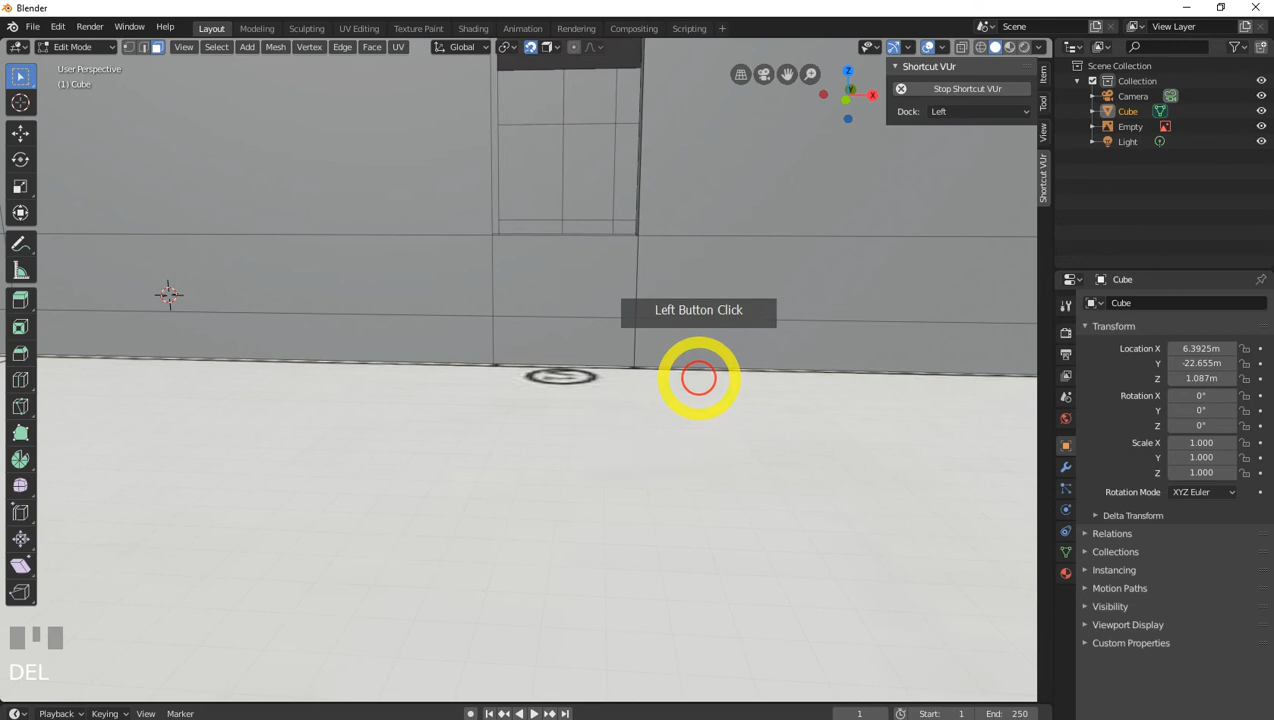 Blender
File Edit Render Window Help Layout Modeling Sculpting UV Editing Texture Paint Shading Animation Rendering Compositing Scripting Scene View Layer
Edit Mode View Select Add Mesh Vertex Edge Face UV Global
User Perspective
(1) Cube
Shortcut VUr
Stop Shortcut VUr
Dock: Left
Item
Tool
View
Shortcut VUr
Z
Y
X
Scene Collection
Collection
Camera
Cube
Empty
Light
Left Button Click
Cube
Cube
Transform
Location X 6.3925m
Y -22.655m
Z 1.087m
Rotation X 0°
Y 0°
Z 0°
Scale X 1.000
Y 1.000
Z 1.000
Rotation Mode XYZ Euler
Delta Transform
Relations
Collections
Instancing
Motion Paths
Visibility
Viewport Display
Custom Properties
DEL
Playback Keying View Marker 1 Start: 1 End: 250